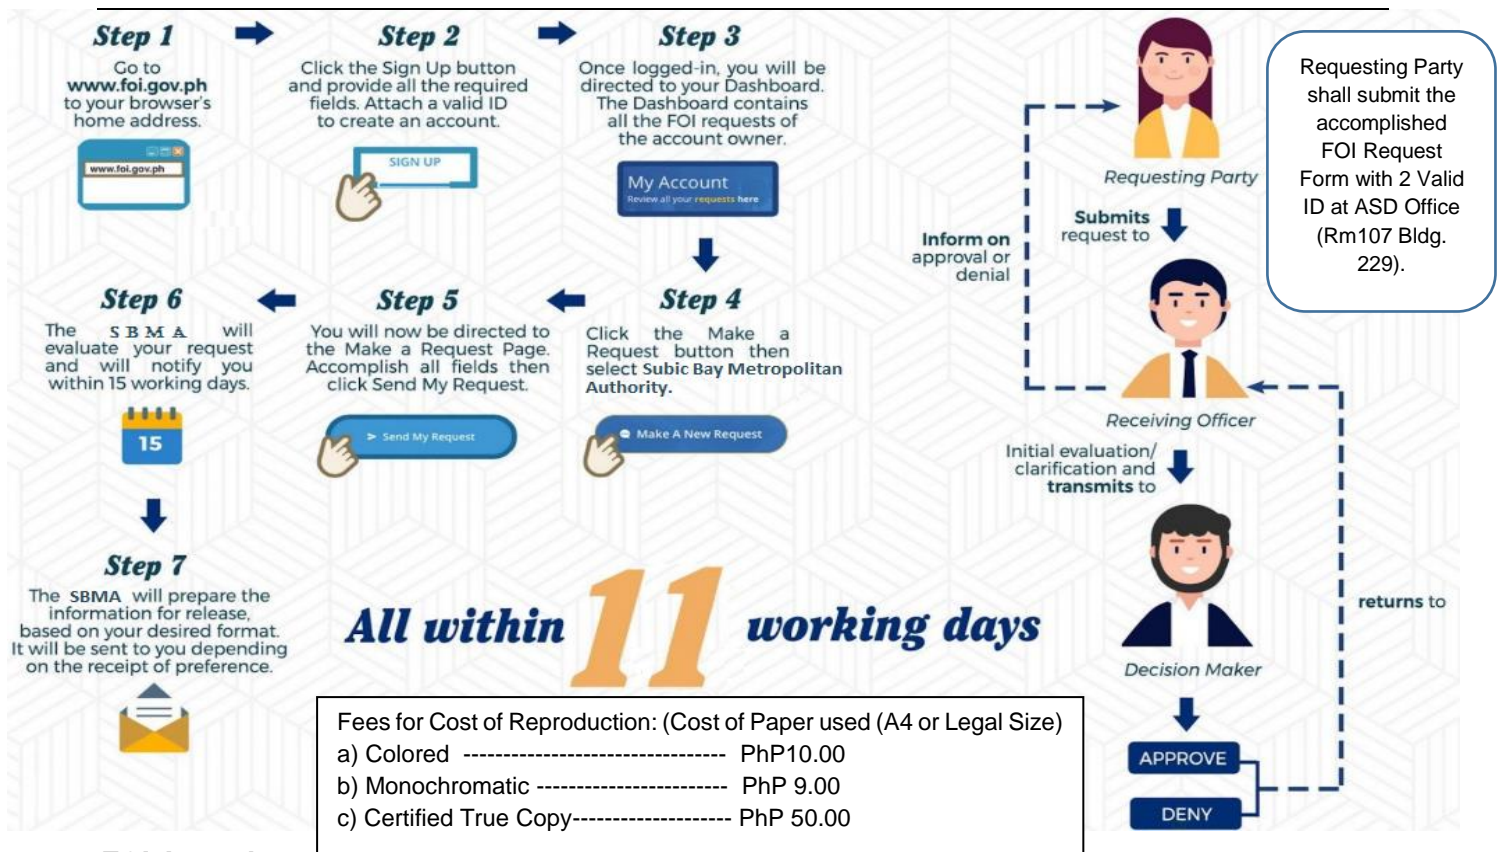 Step 1
Go to
www.foi.gov.ph
to your browser's
home address.
www.foi.gov.ph
Step 2
Click the Sign Up button
and provide all the required
fields. Attach a valid ID
to create an account.
SIGN UP
Step 3
Once logged-in, you will be
directed to your Dashboard.
The Dashboard contains
all the FOI requests of
the account owner.
My Account
Review all your requests here
Step 4
Click the Make a
Request button then
select Subic Bay Metropolitan
Authority.
Make A New Request
Step 5
You will now be directed to
the Make a Request Page.
Accomplish all fields then
click Send My Request.
Send My Request
Step 6
The SBMA will
evaluate your request
and will notify you
within 15 working days.
15
Step 7
The SBMA will prepare the
information for release,
based on your desired format.
It will be sent to you depending
on the receipt of preference.
All within 11 working days
Fees for Cost of Reproduction: (Cost of Paper used (A4 or Legal Size)
a) Colored --------------------------------- PhP10.00
b) Monochromatic ------------------------ PhP 9.00
c) Certified True Copy-------------------- PhP 50.00
Requesting Party
Submits
request to
Inform on
approval or
denial
Receiving Officer
Initial evaluation/
clarification and
transmits to
Decision Maker
returns to
APPROVE
DENY
Requesting Party
shall submit the
accomplished
FOI Request
Form with 2 Valid
ID at ASD Office
(Rm107 Bldg.
229).